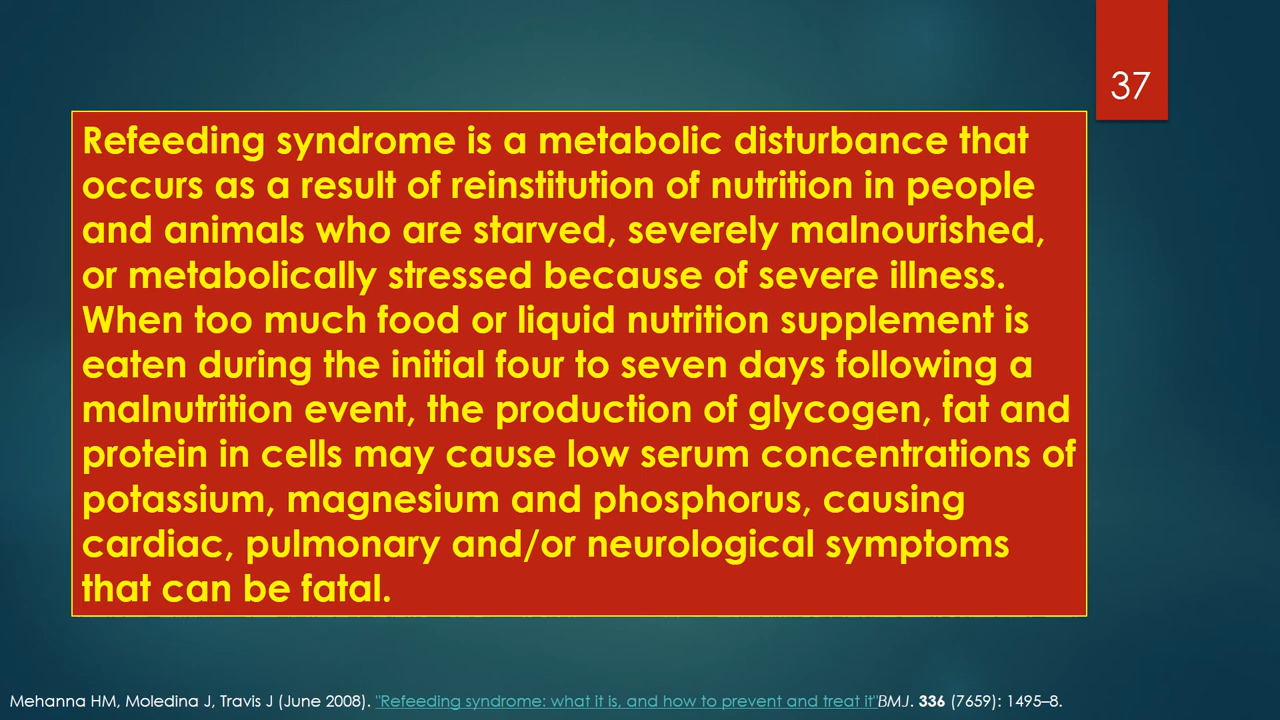 37
Refeeding syndrome is a metabolic disturbance that
occurs as a result of reinstitution of nutrition in people
and animals who are starved, severely malnourished,
or metabolically stressed because of severe illness.
When too much food or liquid nutrition supplement is
eaten during the initial four to seven days following a
malnutrition event, the production of glycogen, fat and
protein in cells may cause low serum concentrations of
potassium, magnesium and phosphorus, causing
cardiac, pulmonary and/or neurological symptoms
that can be fatal.
Mehanna HM, Moledina J, Travis J (June 2008). "Refeeding syndrome: what it is, and how to prevent and treat it"BMJ. 336 (7659): 1495–8.